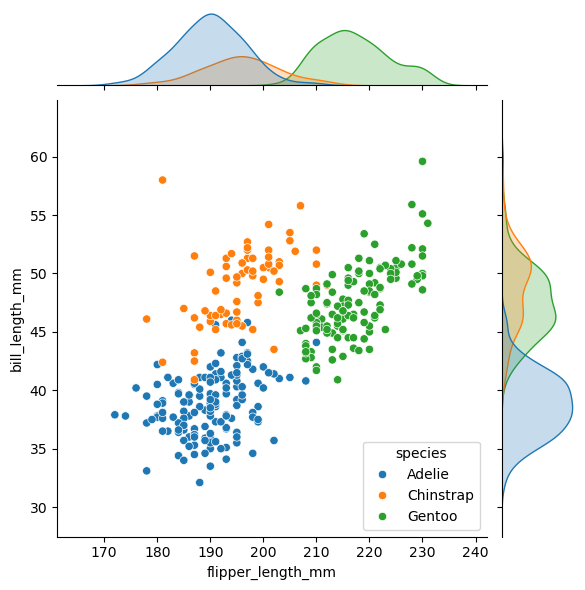 60
55
50
45
40
35
30
bill_length_mm
species
Adelie
Chinstrap
Gentoo
170 180 190 200 210 220 230 240
flipper_length_mm